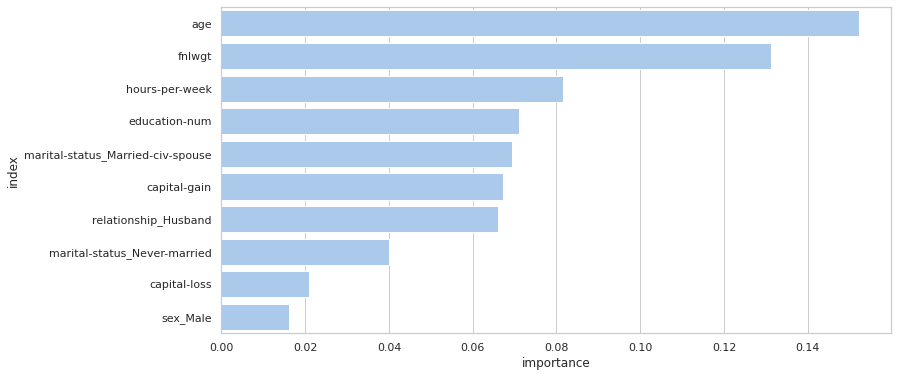 age
fnlwgt
hours-per-week
education-num
marital-status_Married-civ-spouse
capital-gain
relationship_Husband
marital-status_Never-married
capital-loss
sex_Male
index
0.00 0.02 0.04 0.06 0.08 0.10 0.12 0.14
importance